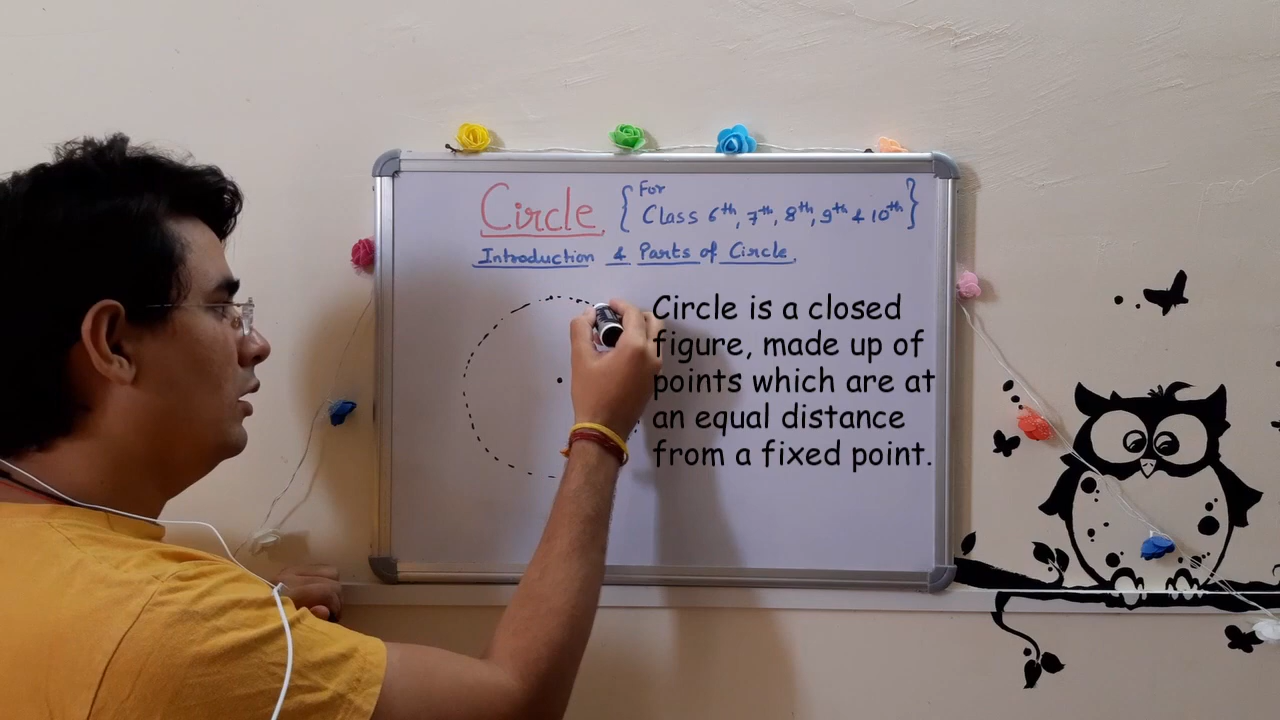 Circle { For
Class 6th, 7th, 8th, 9th & 10th }
Introduction & Parts of Circle.
Circle is a closed
figure, made up of
points which are at
an equal distance
from a fixed point.